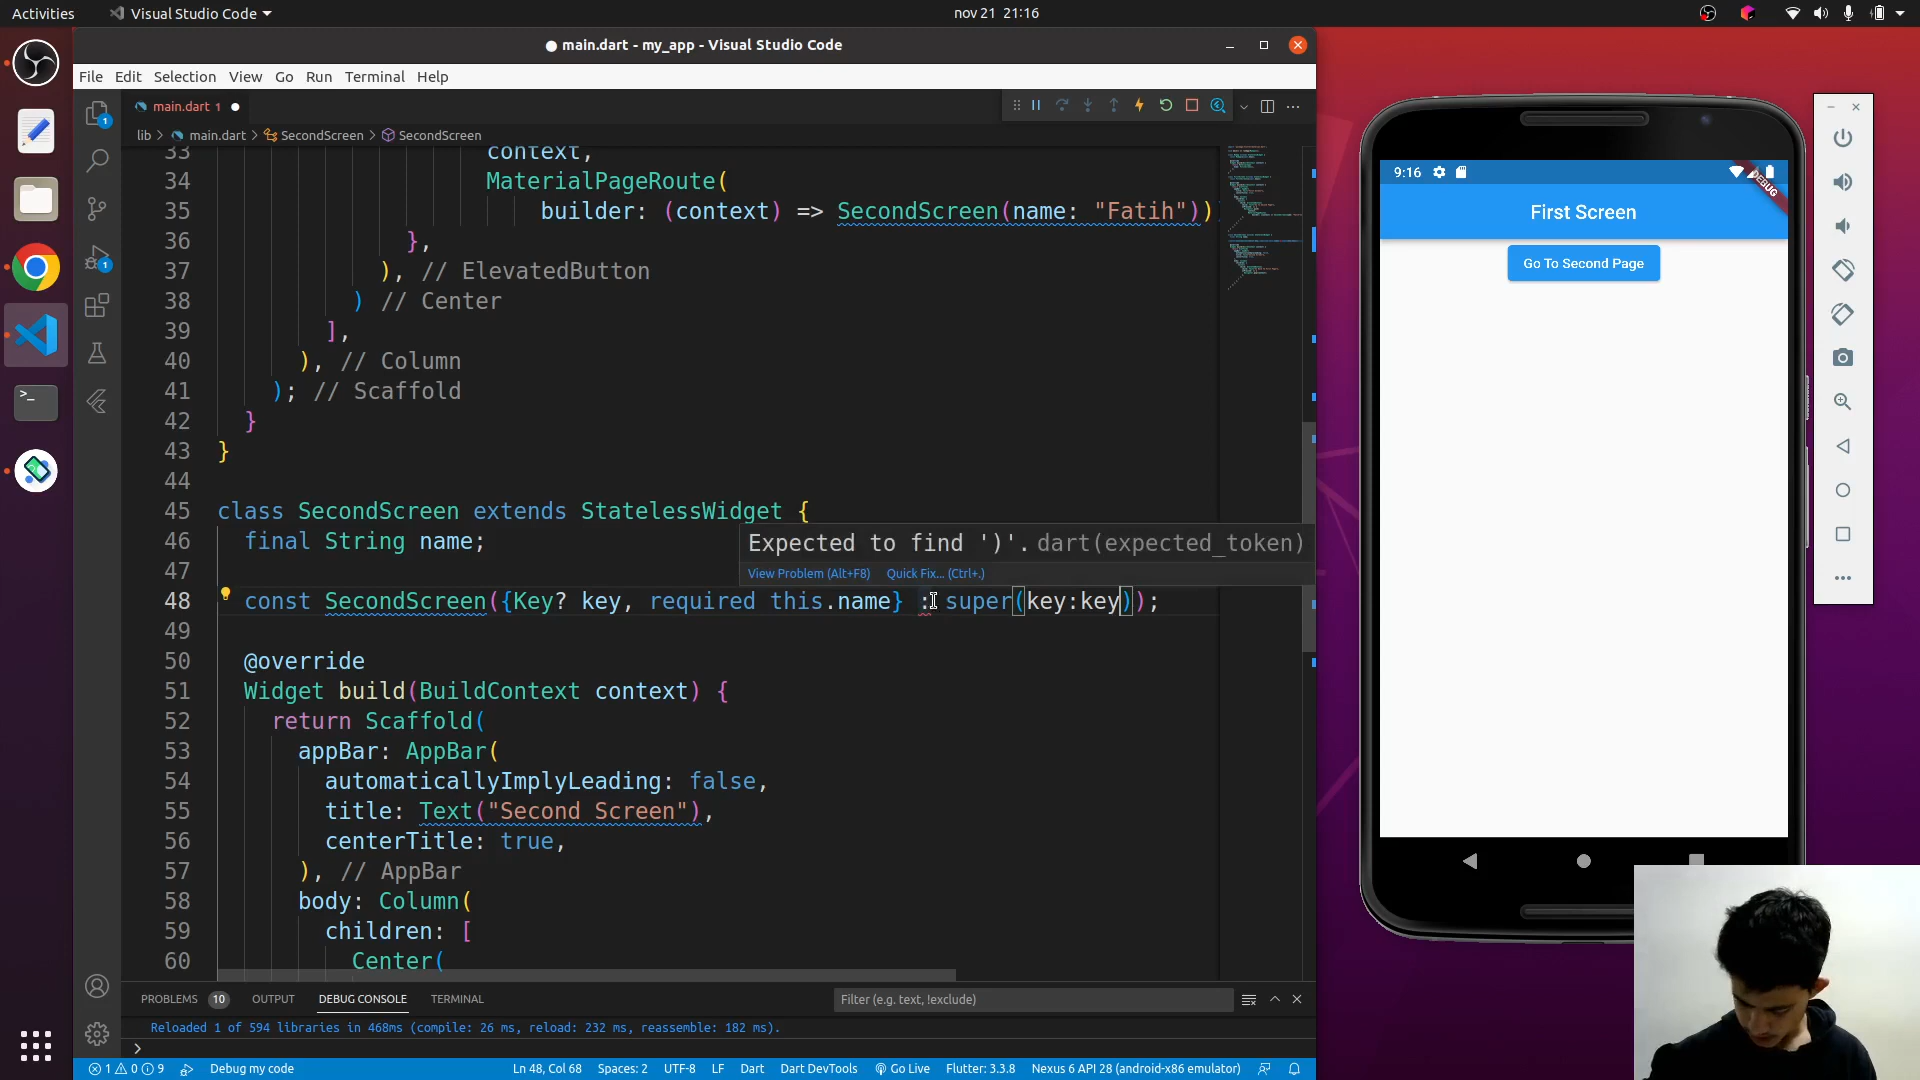 Activities
Visual Studio Code
nov 21 21:16
main.dart - my_app - Visual Studio Code
File Edit Selection View Go Run Terminal Help
main.dart 1
lib > main.dart > SecondScreen > SecondScreen
33 context,
34 MaterialPageRoute(
35 builder: (context) => SecondScreen(name: "Fatih"))
36 },
37 ), // ElevatedButton
38 ) // Center
39 ],
40 ), // Column
41 ); // Scaffold
42 }
43 }
44
45 class SecondScreen extends StatelessWidget {
46 final String name;
Expected to find ')'. dart(expected_token)
View Problem (Alt+F8) Quick Fix... (Ctrl+.)
47
48 const SecondScreen({Key? key, required this.name} : super(key:key));
49
50 @override
51 Widget build(BuildContext context) {
52 return Scaffold(
53 appBar: AppBar(
54 automaticallyImplyLeading: false,
55 title: Text("Second Screen"),
56 centerTitle: true,
57 ), // AppBar
58 body: Column(
59 children: [
60 Center(
PROBLEMS 10 OUTPUT DEBUG CONSOLE TERMINAL
Filter (e.g. text, !exclude)
Reloaded 1 of 594 libraries in 468ms (compile: 26 ms, reload: 232 ms, reassemble: 182 ms).
>
1 0 9 Debug my code
Ln 48, Col 68 Spaces: 2 UTF-8 LF Dart Dart DevTools Go Live Flutter: 3.3.8 Nexus 6 API 28 (android-x86 emulator)
9:16
DEBUG
First Screen
Go To Second Page